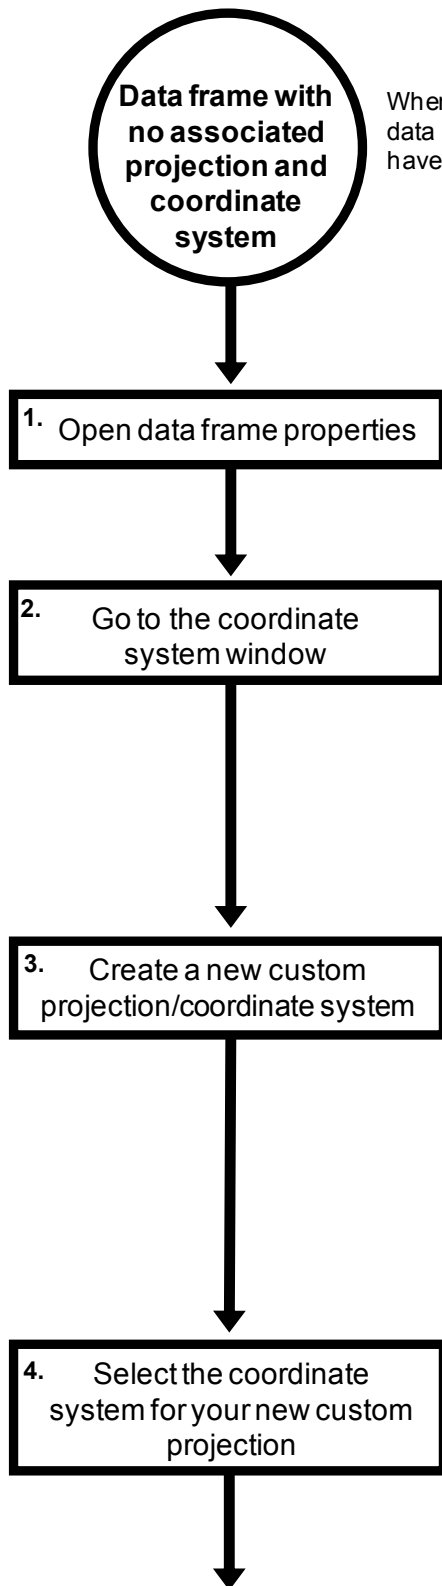 Data frame with
no associated
projection and
coordinate
system
When
data
have
1. Open data frame properties
2. Go to the coordinate
system window
3. Create a new custom
projection/coordinate system
4. Select the coordinate
system for your new custom
projection